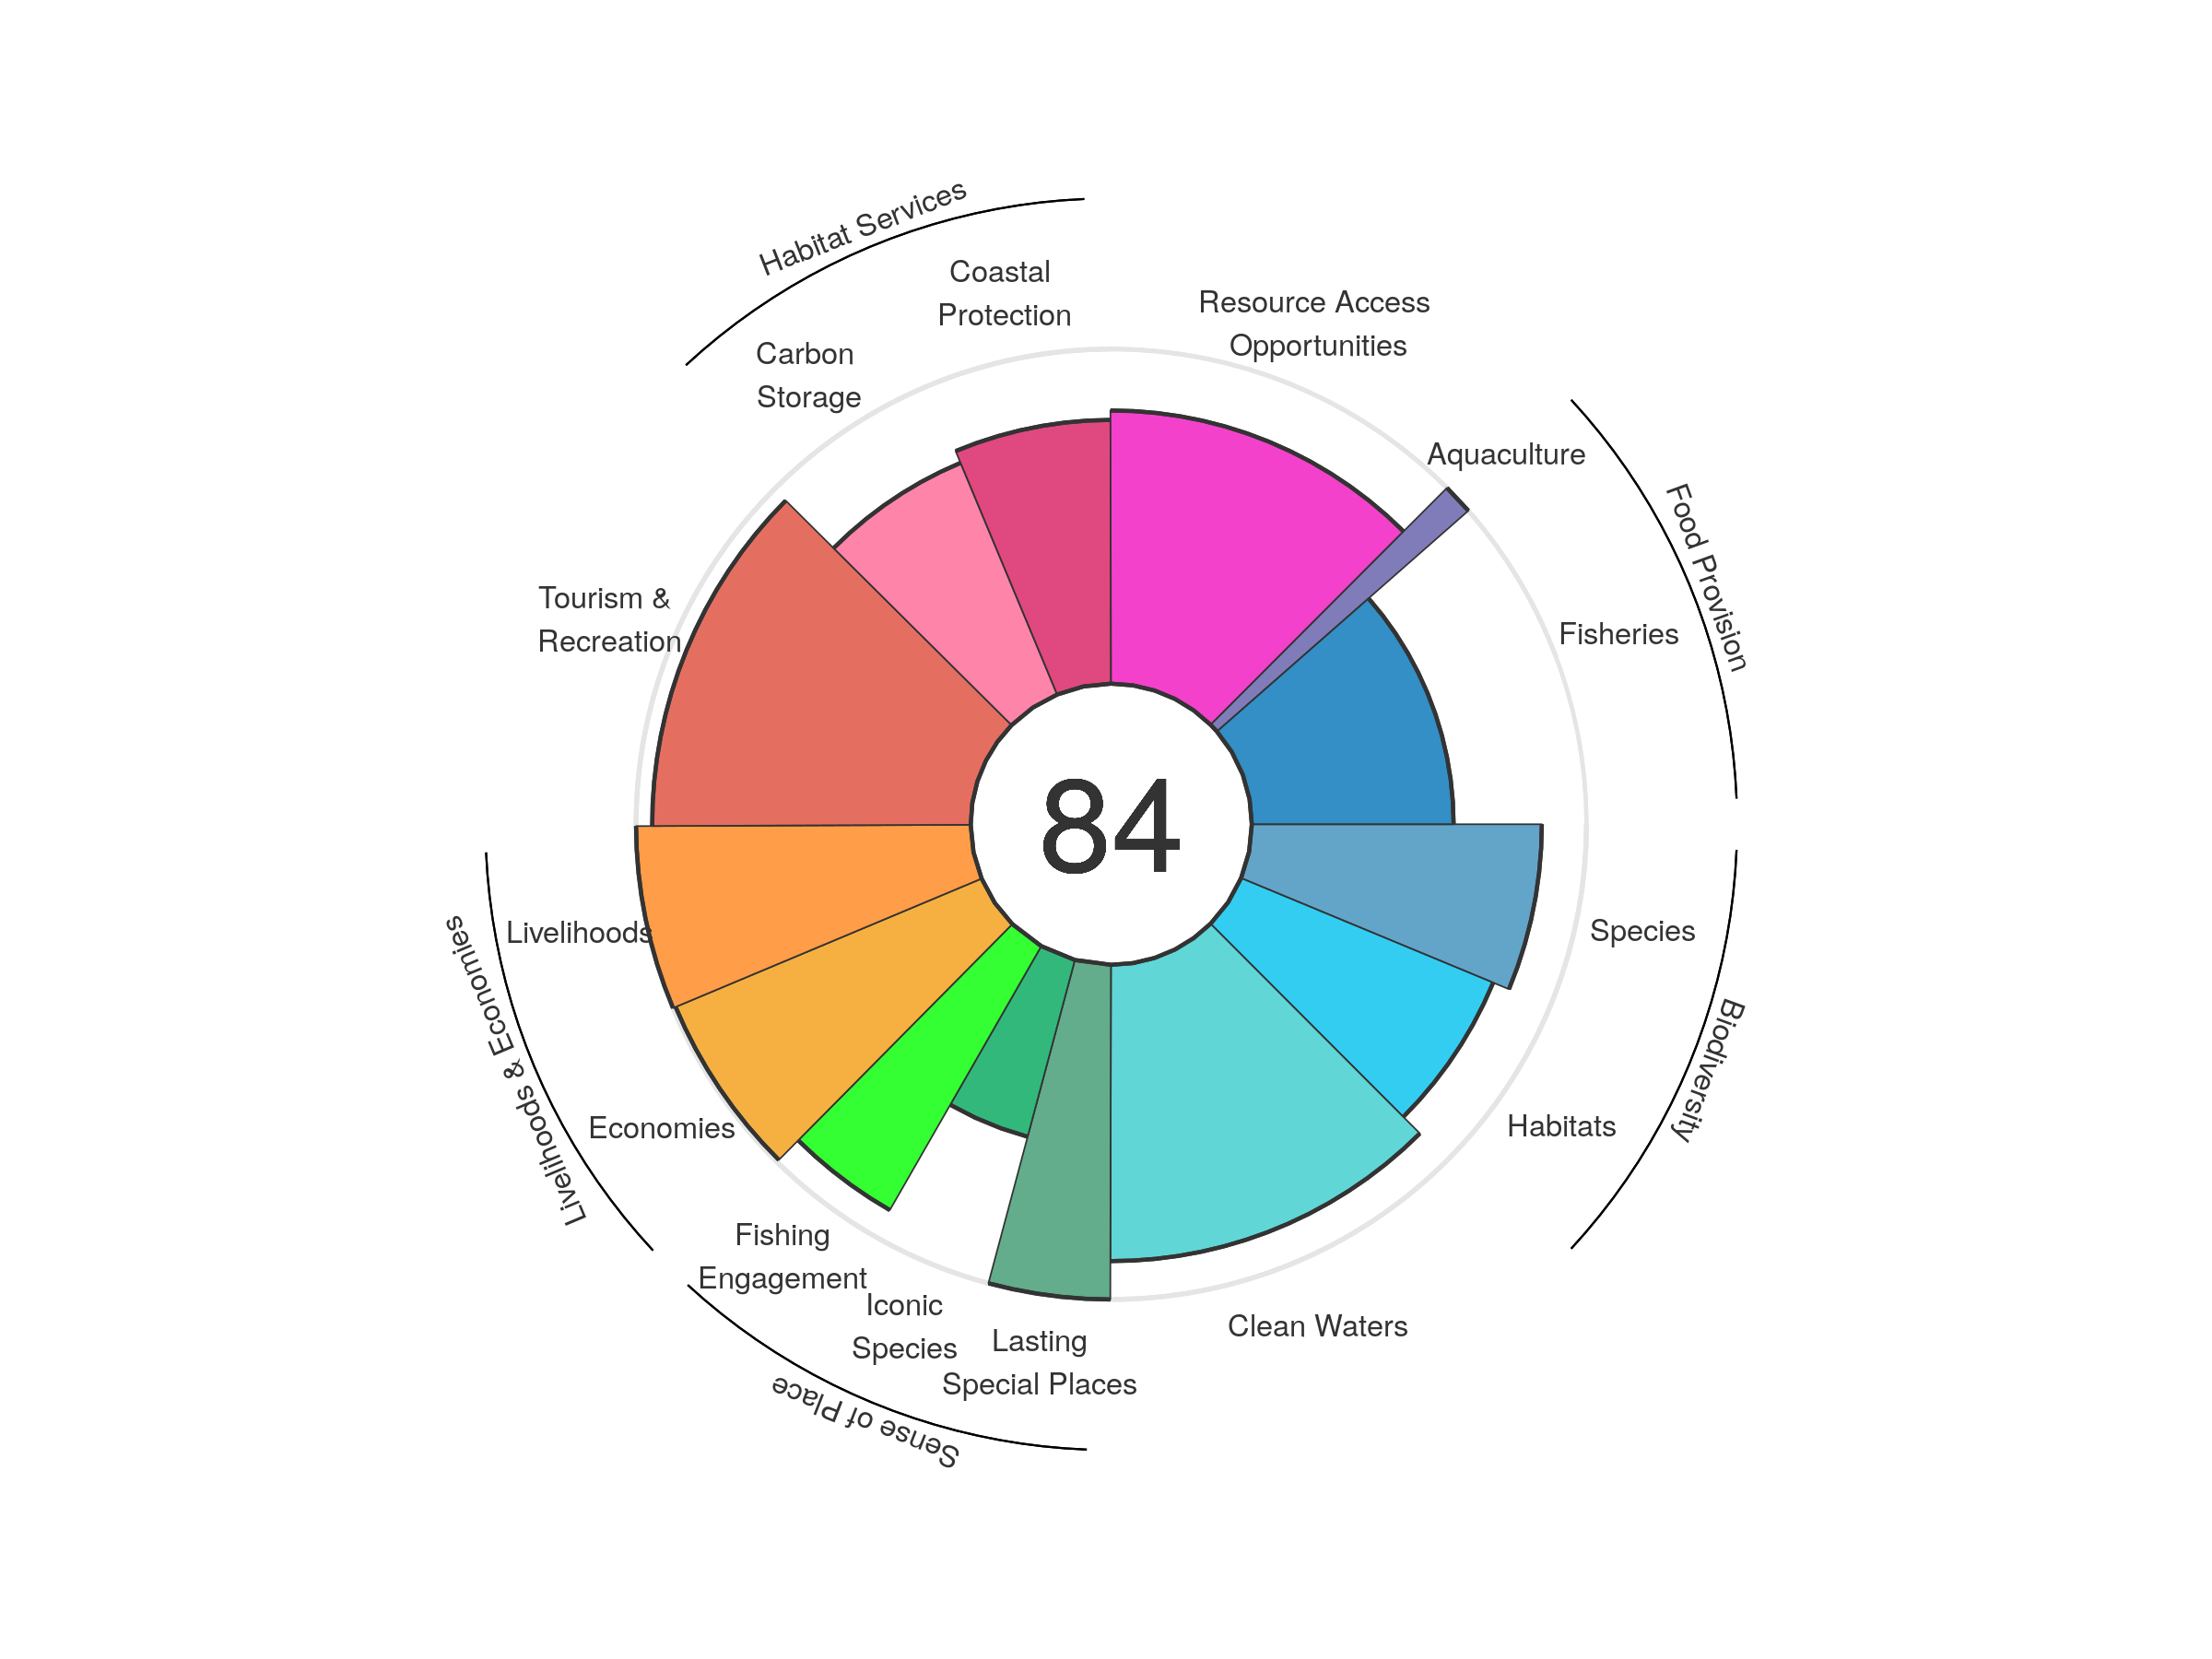 Habitat Services
Coastal
Protection
Resource Access
Opportunities
Carbon
Storage
Aquaculture
Food Provision
Tourism &
Recreation
Fisheries
84
Livelihoods
Species
Livelihoods & Economies
Biodiversity
Economies
Habitats
Fishing
Engagement
Iconic
Species
Lasting
Special Places
Clean Waters
Sense of Place